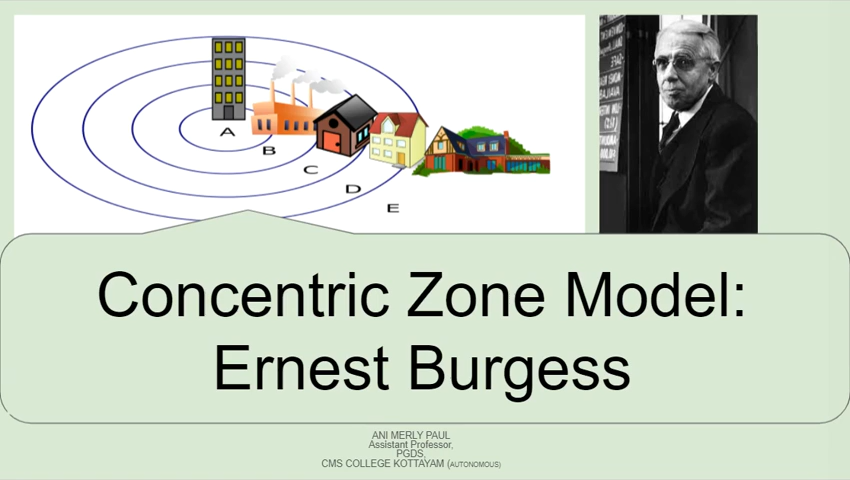 A
B
C
D
E
Concentric Zone Model:
Ernest Burgess
ANI MERLY PAUL
Assistant Professor,
PGDS,
CMS COLLEGE KOTTAYAM (AUTONOMOUS)